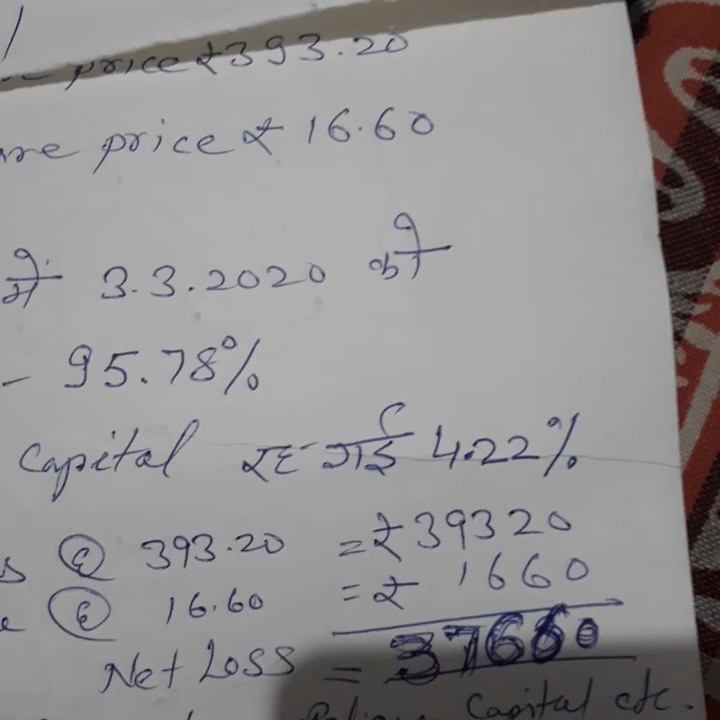 price ₹393.20
price ₹ 16.60
में 3.3.2020 को
- 95.78%
Capital रह गई 4.22%
@ 393.20 = ₹39320
@ 16.60 = ₹ 1660
Net Loss = 37660
Capital etc.